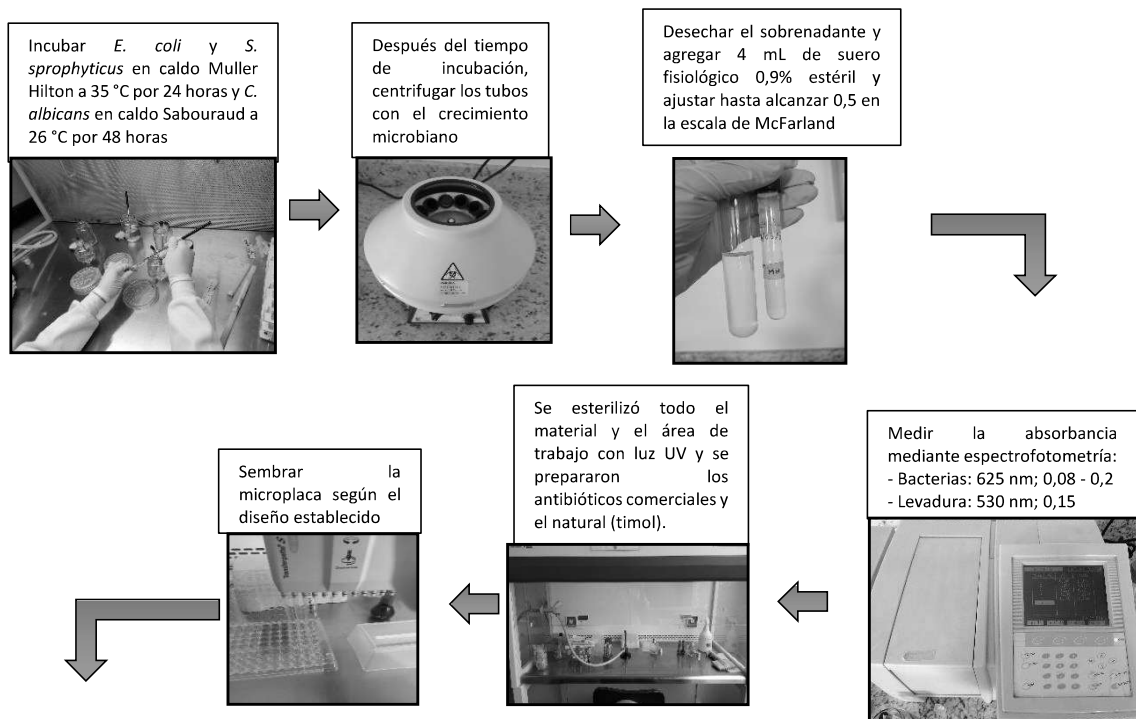 Incubar E. coli y S.
sprophyticus en caldo Muller
Hilton a 35 °C por 24 horas y C.
albicans en caldo Sabouraud a
26 °C por 48 horas
Después del tiempo
de incubación,
centrifugar los tubos
con el crecimiento
microbiano
Desechar el sobrenadante y
agregar 4 mL de suero
fisiológico 0,9% estéril y
ajustar hasta alcanzar 0,5 en
la escala de McFarland
Medir la absorbancia
mediante espectrofotometría:
- Bacterias: 625 nm; 0,08 - 0,2
- Levadura: 530 nm; 0,15
Se esterilizó todo el
material y el área de
trabajo con luz UV y se
prepararon los
antibióticos comerciales y
el natural (timol).
Sembrar la
microplaca según el
diseño establecido